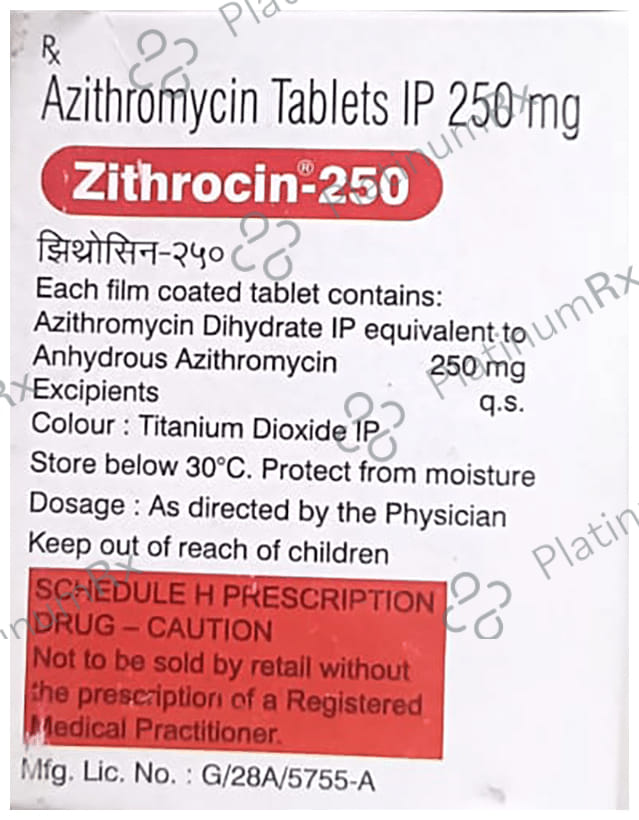 Rx
Azithromycin Tablets IP 250 mg
Zithrocin®-250
झिथोसिन-२५०
Each film coated tablet contains:
Azithromycin Dihydrate IP equivalent to
Anhydrous Azithromycin 250 mg
Excipients q.s.
Colour : Titanium Dioxide IP
Store below 30°C. Protect from moisture
Dosage : As directed by the Physician
Keep out of reach of children
SCHEDULE H PRESCRIPTION
DRUG – CAUTION
Not to be sold by retail without
the prescription of a Registered
Medical Practitioner.
Mfg. Lic. No. : G/28A/5755-A
PlatinumRx
PlatinumRx